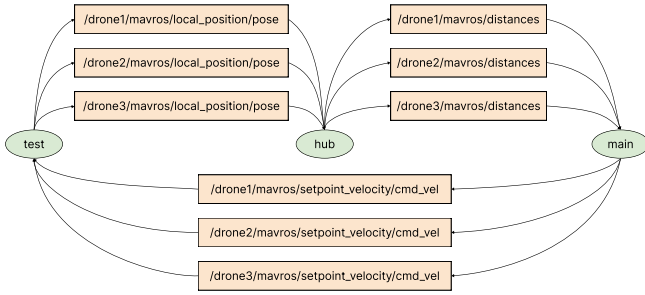 /drone1/mavros/local_position/pose
/drone1/mavros/distances
/drone2/mavros/local_position/pose
/drone2/mavros/distances
/drone3/mavros/local_position/pose
/drone3/mavros/distances
test
hub
main
/drone1/mavros/setpoint_velocity/cmd_vel
/drone2/mavros/setpoint_velocity/cmd_vel
/drone3/mavros/setpoint_velocity/cmd_vel